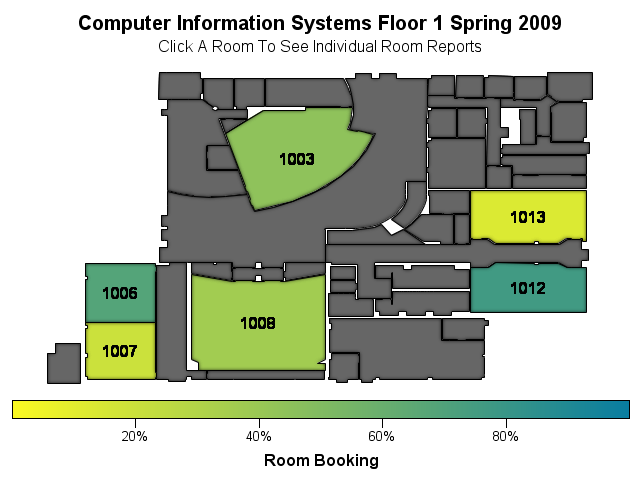 Computer Information Systems Floor 1 Spring 2009
Click A Room To See Individual Room Reports
1003
1013
1006
1012
1008
1007
20% 40% 60% 80%
Room Booking